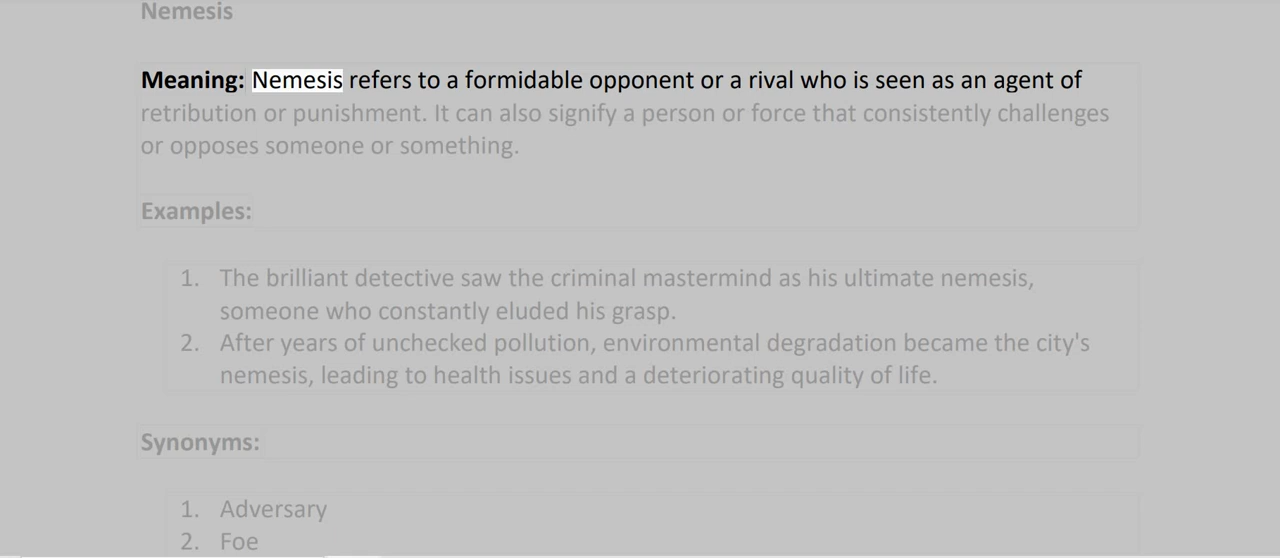 Nemesis
Meaning: Nemesis refers to a formidable opponent or a rival who is seen as an agent of
retribution or punishment. It can also signify a person or force that consistently challenges
or opposes someone or something.
Examples:
1. The brilliant detective saw the criminal mastermind as his ultimate nemesis,
someone who constantly eluded his grasp.
2. After years of unchecked pollution, environmental degradation became the city's
nemesis, leading to health issues and a deteriorating quality of life.
Synonyms:
1. Adversary
2. Foe